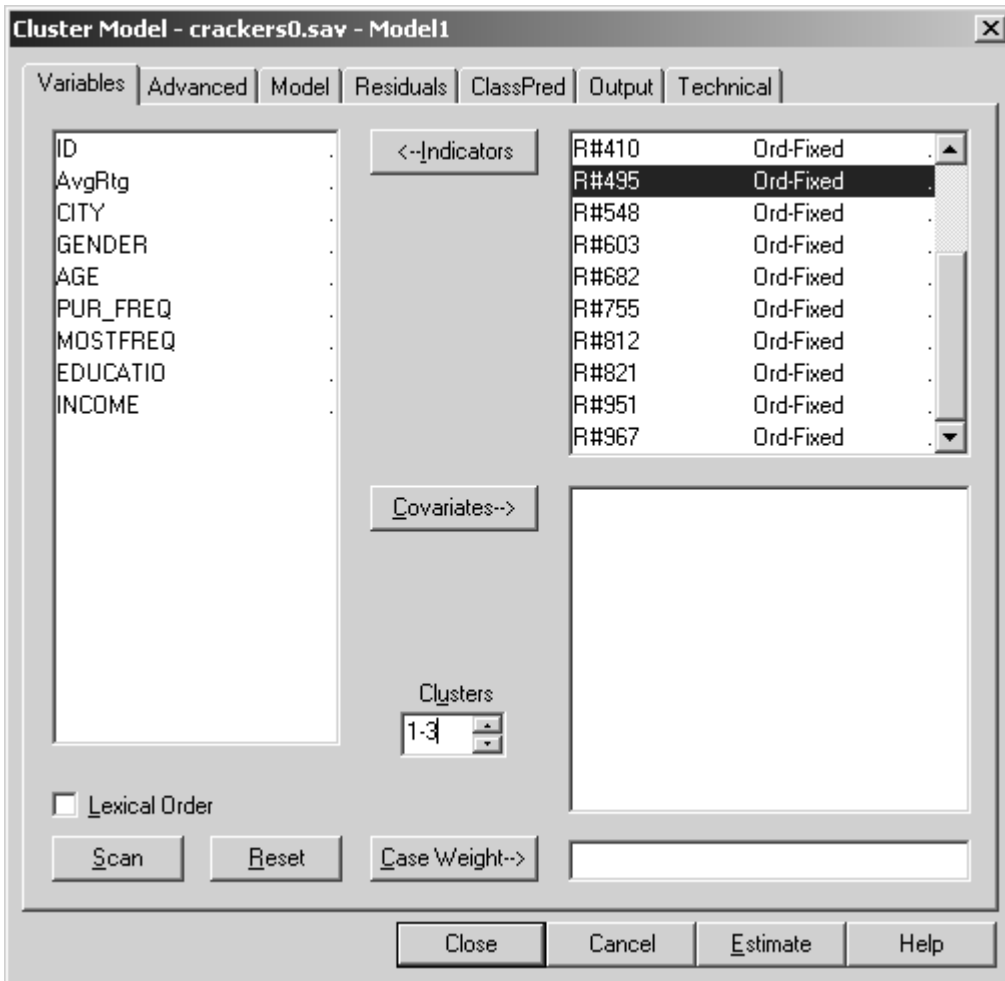 Cluster Model - crackers0.sav - Model1
Variables Advanced Model Residuals ClassPred Output Technical
ID .
AvgRtg .
CITY .
GENDER .
AGE .
PUR_FREQ .
MOSTFREQ .
EDUCATIO .
INCOME .
<--Indicators
R#410 Ord-Fixed .
R#495 Ord-Fixed .
R#548 Ord-Fixed .
R#603 Ord-Fixed .
R#682 Ord-Fixed .
R#755 Ord-Fixed .
R#812 Ord-Fixed .
R#821 Ord-Fixed .
R#951 Ord-Fixed .
R#967 Ord-Fixed .
Covariates-->
Clusters
1-3
Lexical Order
Scan Reset Case Weight-->
Close Cancel Estimate Help